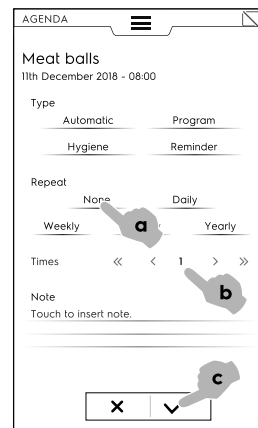 AGENDA
Meat balls
11th December 2018 - 08:00
Type
Automatic Program
Hygiene Reminder
Repeat
None Daily
a
Weekly Yearly
Times « < 1 > »
b
Note
Touch to insert note.
c